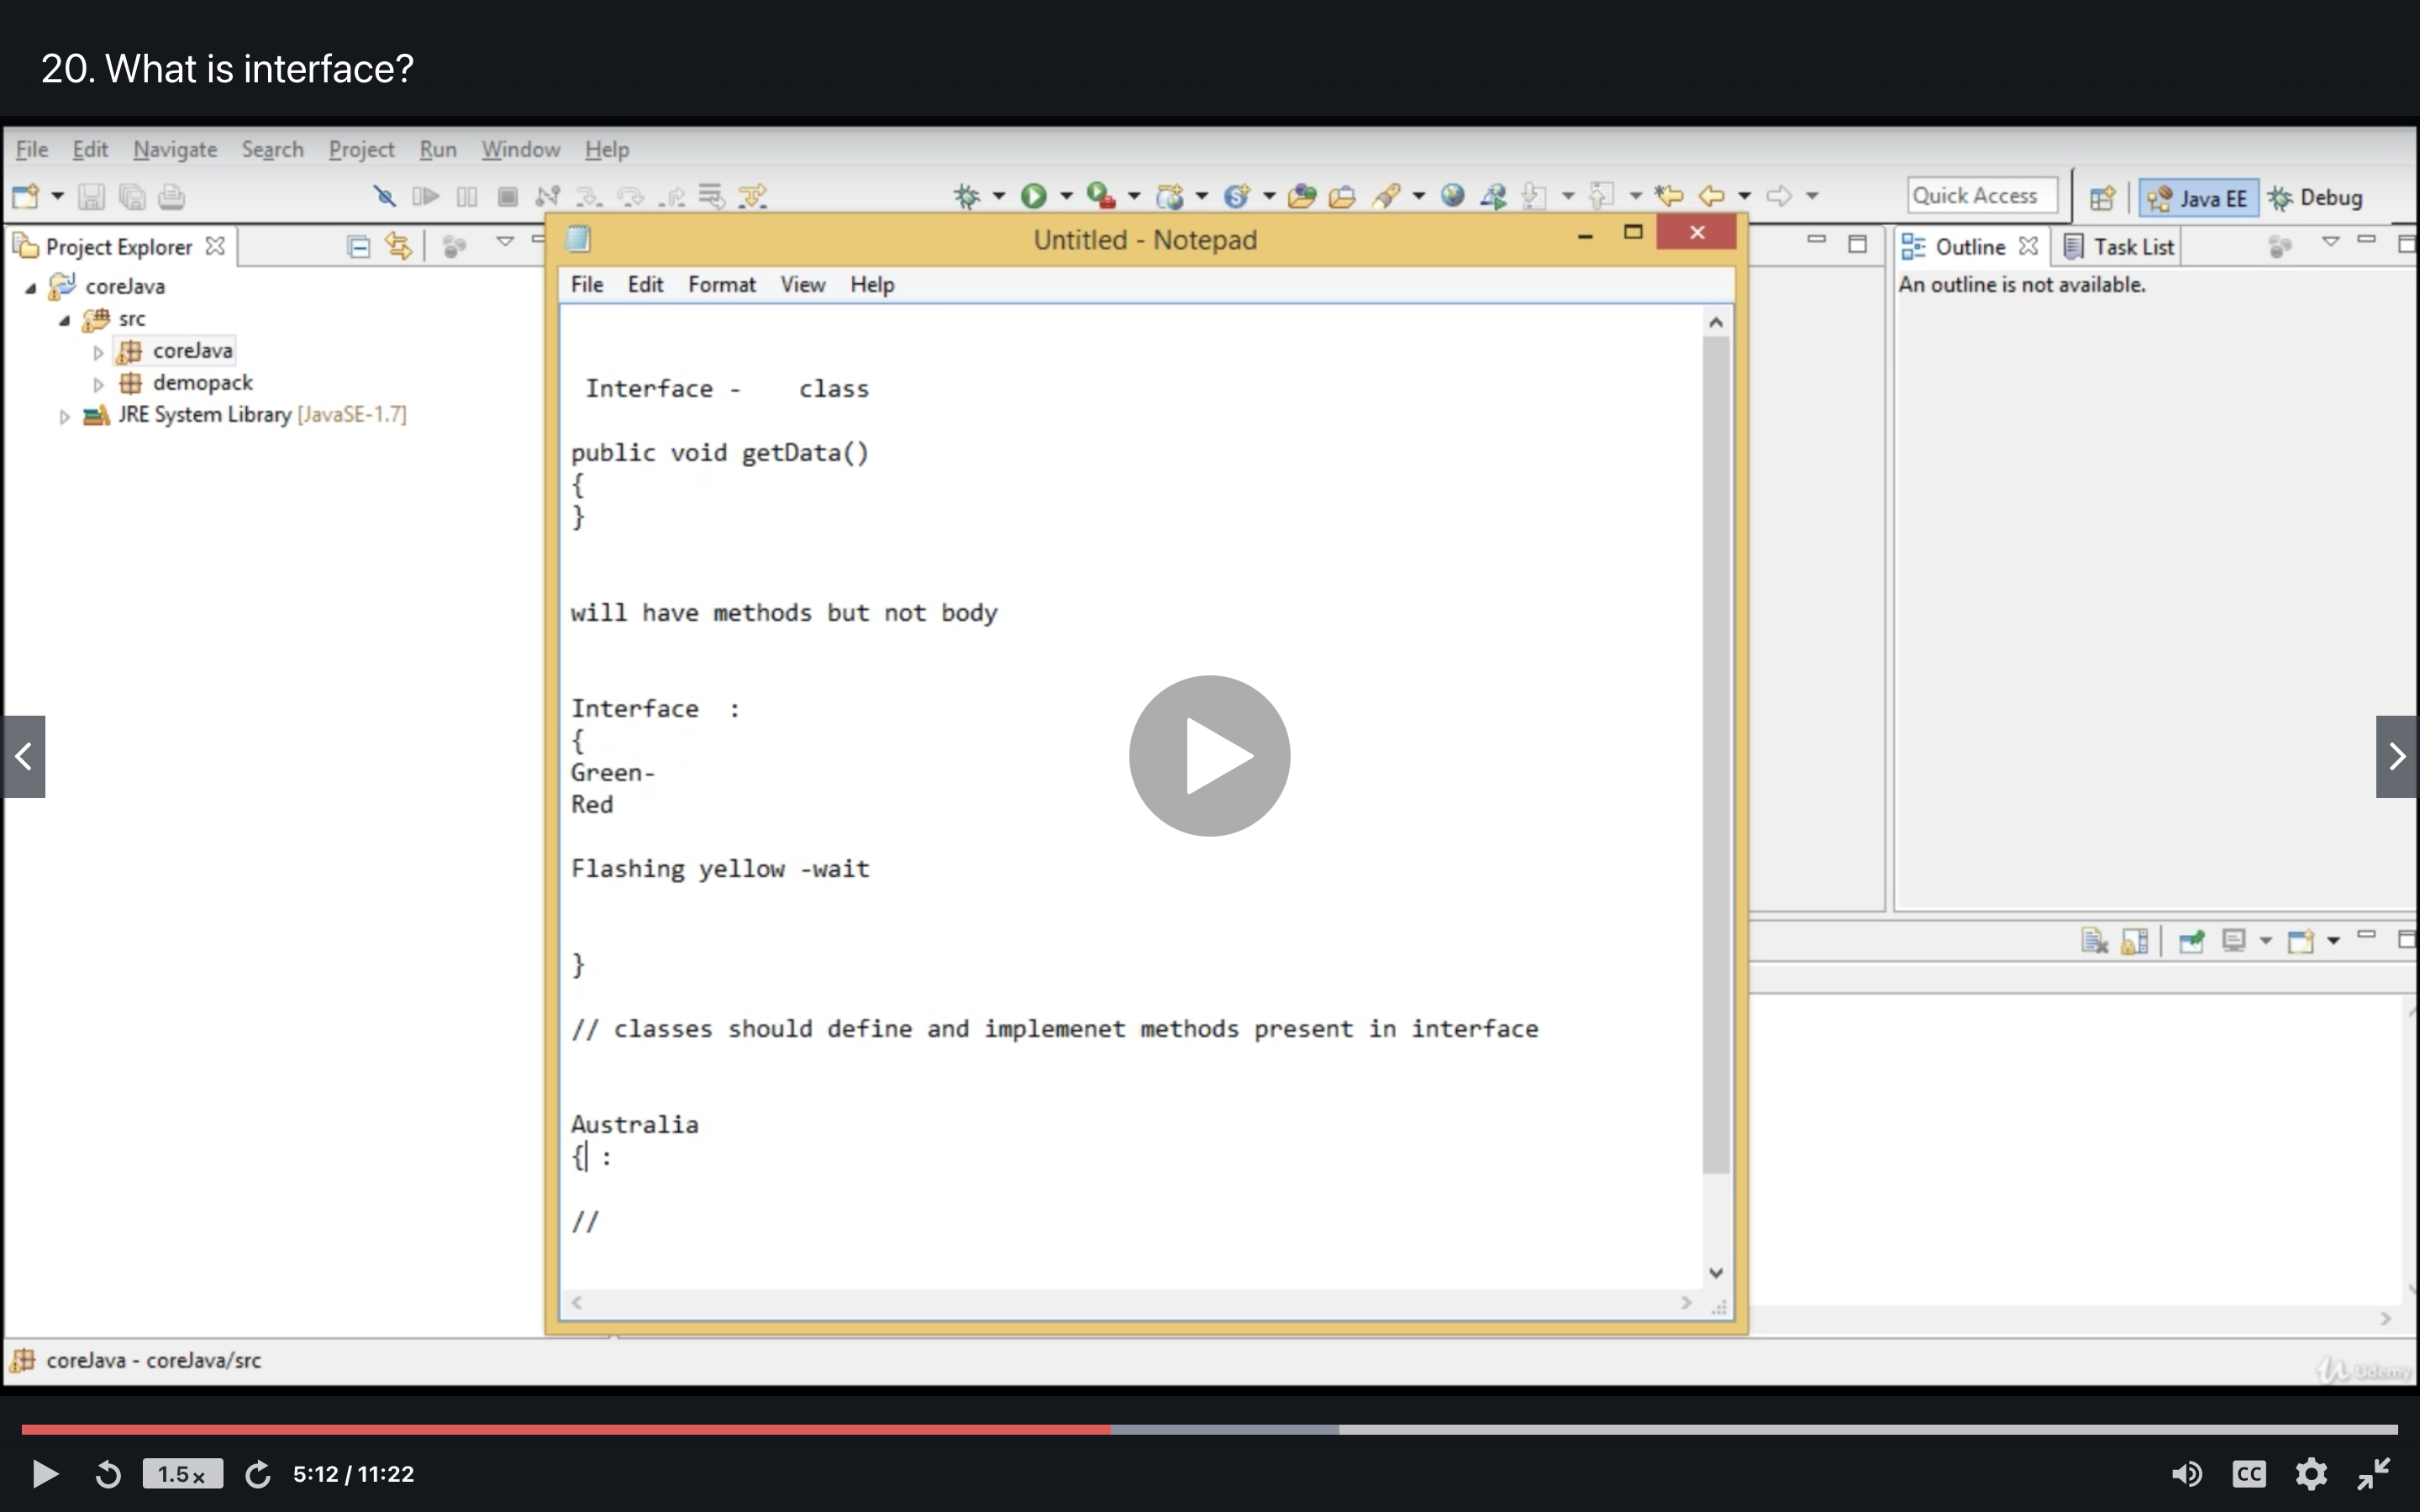 20. What is interface?
File Edit Navigate Search Project Run Window Help
Quick Access
Java EE
Debug
Project Explorer
coreJava
src
coreJava
demopack
JRE System Library [JavaSE-1.7]
Untitled - Notepad
File Edit Format View Help
Interface - class
public void getData()
{
}
will have methods but not body
Interface :
{
Green-
Red
Flashing yellow -wait
}
// classes should define and implemenet methods present in interface
Australia
{ :
//
Outline
Task List
An outline is not available.
coreJava - coreJava/src
Udemy
1.5x
5:12 / 11:22
CC